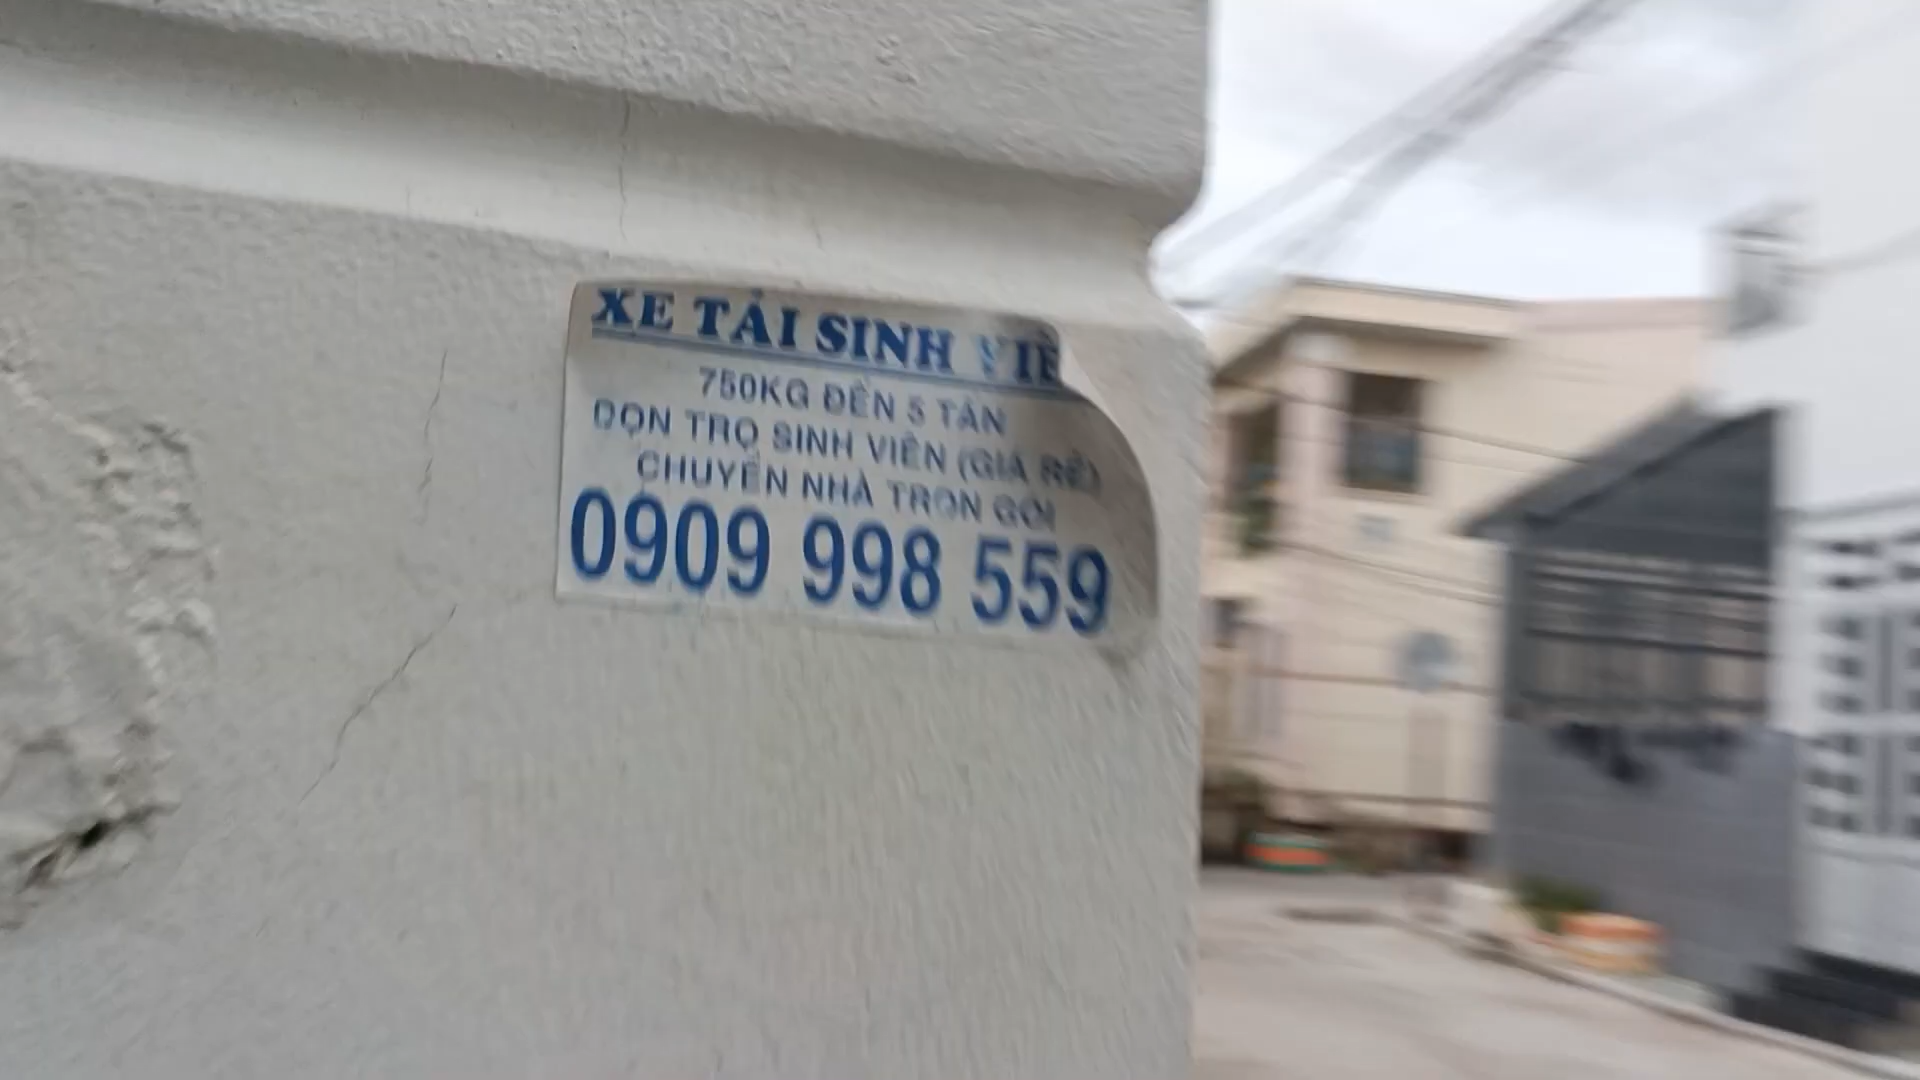 XE TẢI SINH VIÊ
750KG ĐẾN 5 TẤN
DỌN TRỌ SINH VIÊN (GIÁ RẺ)
CHUYỂN NHÀ TRỌN GÓI
0909 998 559